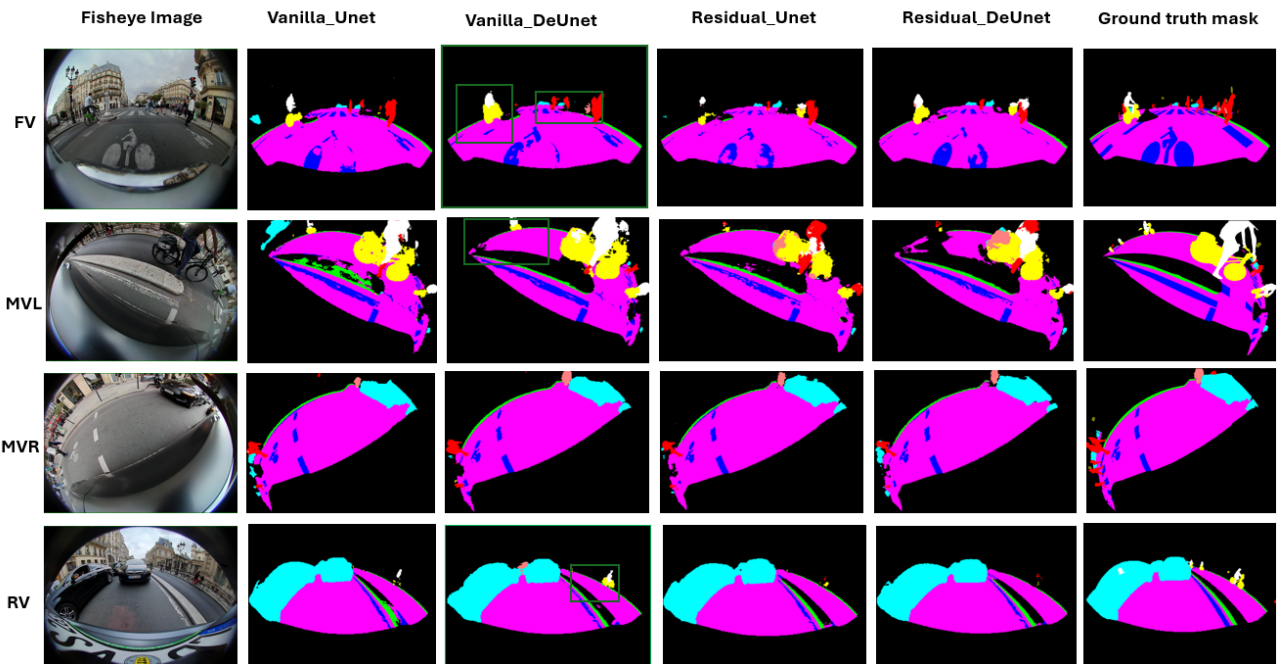 Fisheye Image Vanilla_Unet Vanilla_DeUnet Residual_Unet Residual_DeUnet Ground truth mask
FV
MVL
MVR
RV